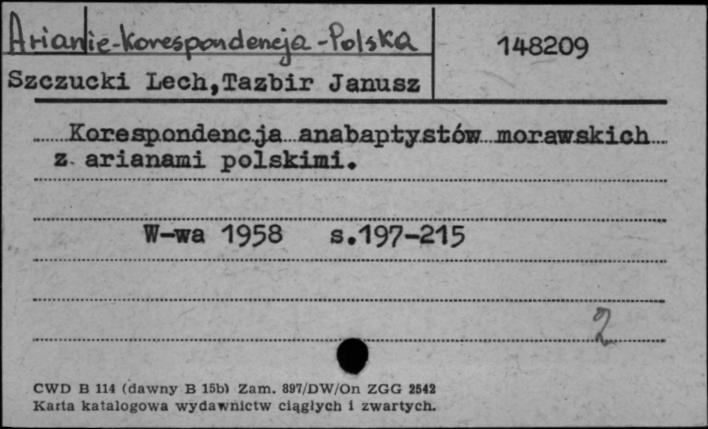 Arianie-Korespondencja-Polska
148209
Szczucki Lech,Tazbir Janusz
Korespondencja anabaptystów morawskich
z arianami polskimi.
W-wa 1958 s.197-215
2
CWD B 114 (dawny B 15b) Zam. 897/DW/On ZGG 2542
Karta katalogowa wydawnictw ciągłych i zwartych.